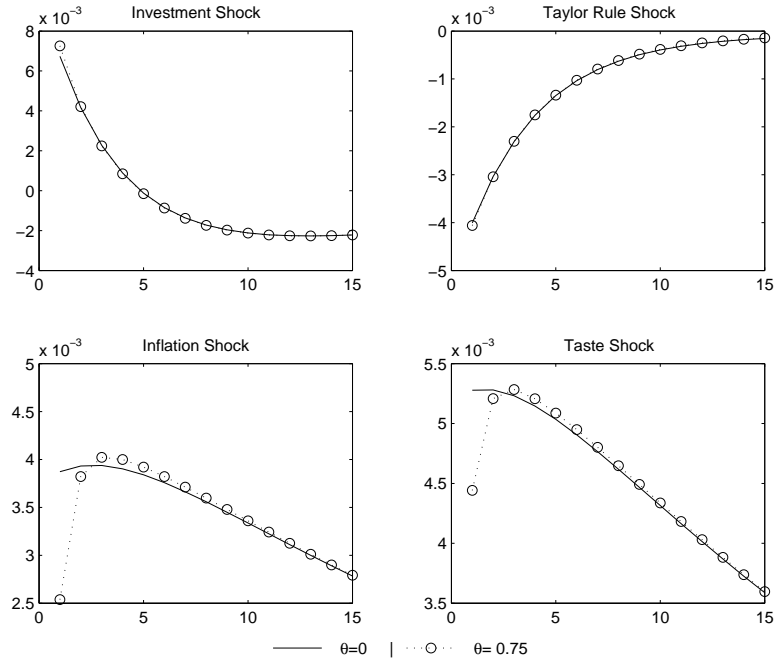 Investment Shock
x 10⁻³
8
6
4
2
0
−2
−4
0 5 10 15
Taylor Rule Shock
x 10⁻³
0
−1
−2
−3
−4
−5
0 5 10 15
Inflation Shock
x 10⁻³
5
4.5
4
3.5
3
2.5
0 5 10 15
Taste Shock
x 10⁻³
5.5
5
4.5
4
3.5
0 5 10 15
θ=0 | θ= 0.75